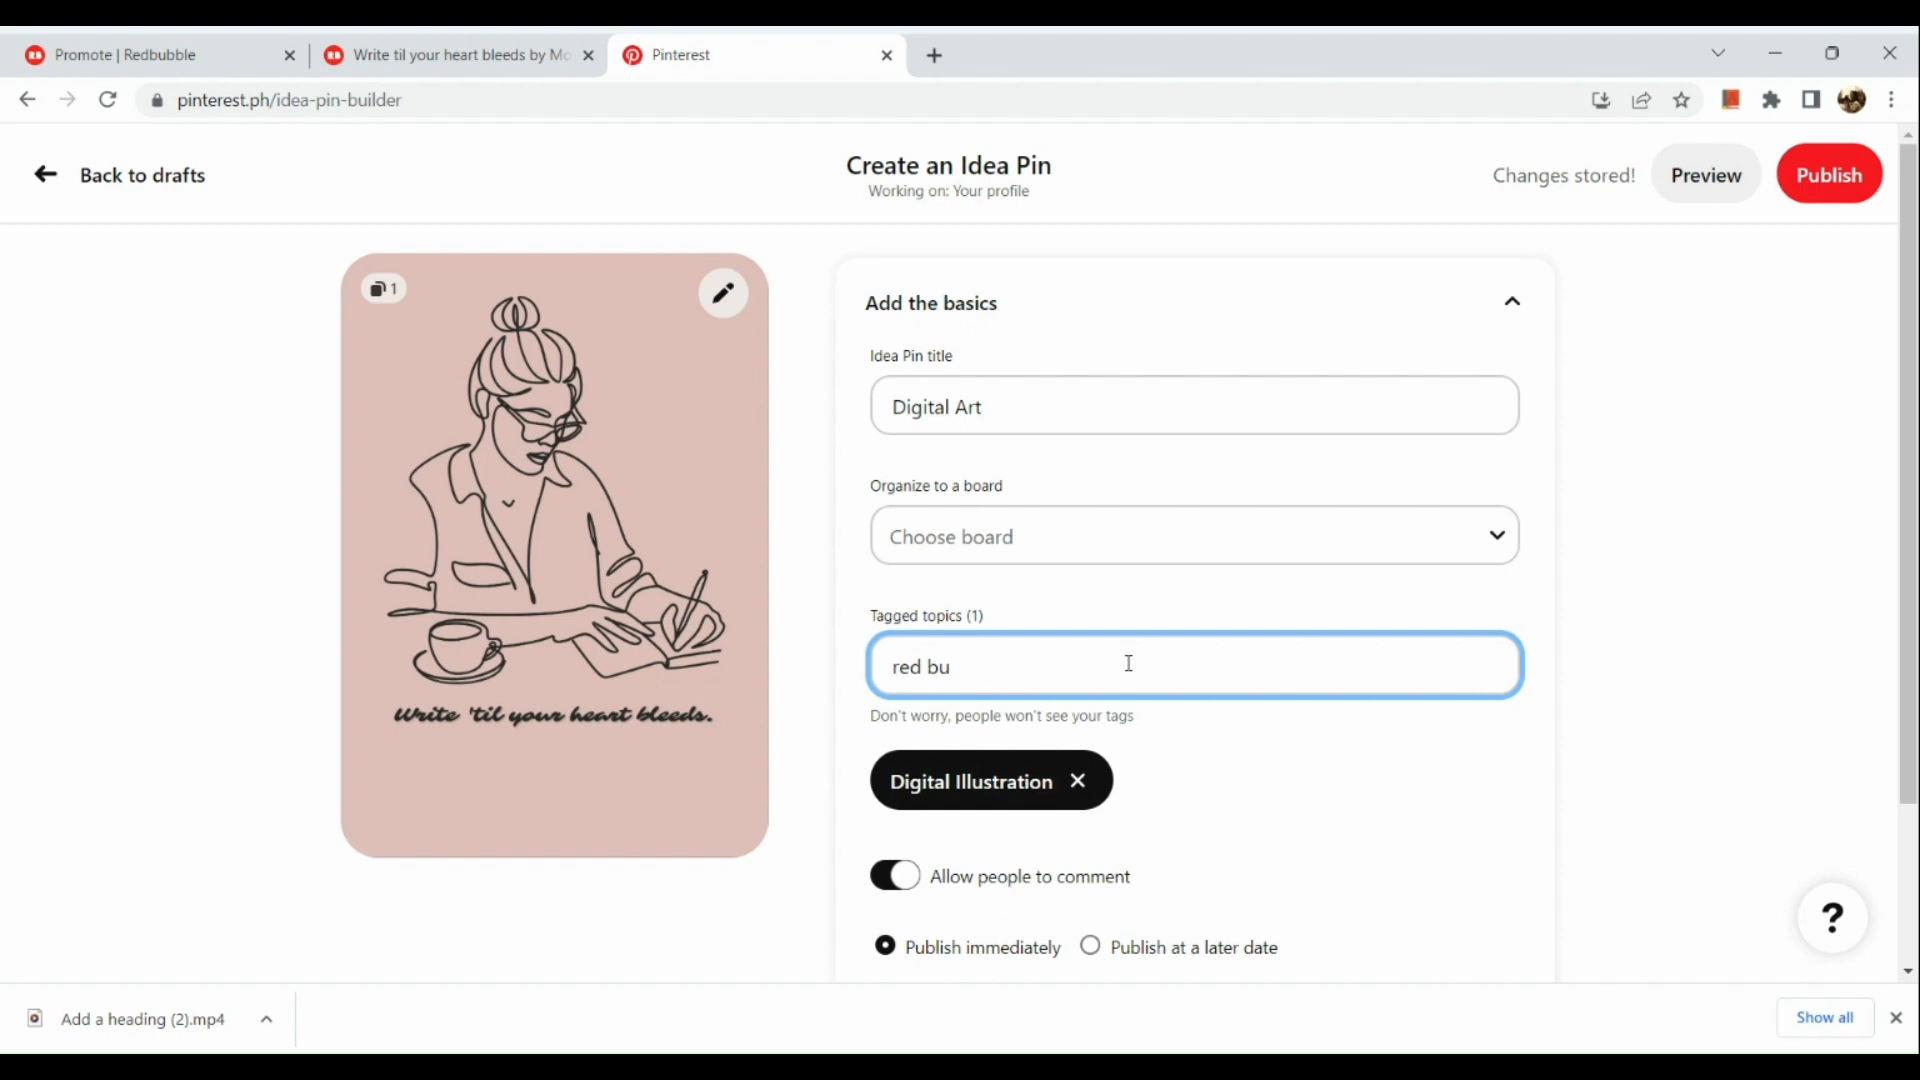 Promote | Redbubble
Write til your heart bleeds by Mo
Pinterest
pinterest.ph/idea-pin-builder
Back to drafts
Create an Idea Pin
Working on: Your profile
Changes stored!
Preview
Publish
1
Write 'til your heart bleeds.
Add the basics
Idea Pin title
Digital Art
Organize to a board
Choose board
Tagged topics (1)
red bu
Don't worry, people won't see your tags
Digital Illustration
Allow people to comment
Publish immediately
Publish at a later date
?
Add a heading (2).mp4
Show all